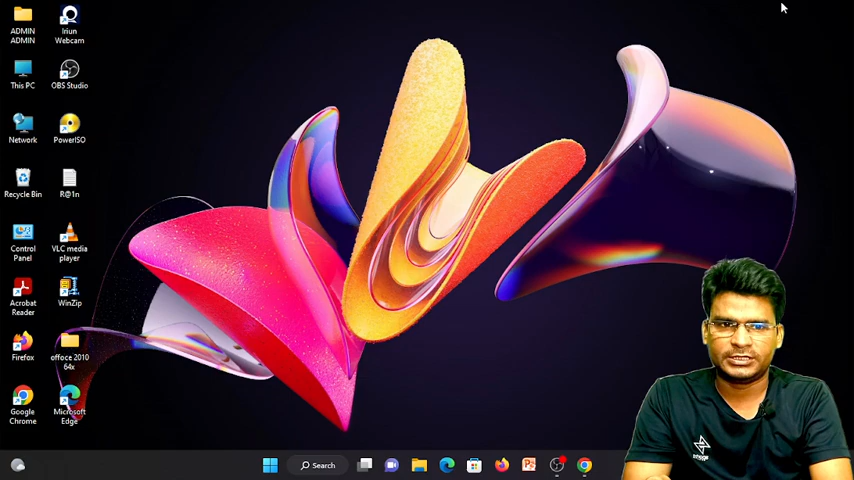 ADMIN
ADMIN
Iriun
Webcam
This PC
OBS Studio
Network
PowerISO
Recycle Bin
R@1n
Control
Panel
VLC media
player
Acrobat
Reader
WinZip
Firefox
offoce 2010
64x
Google
Chrome
Microsoft
Edge
Search